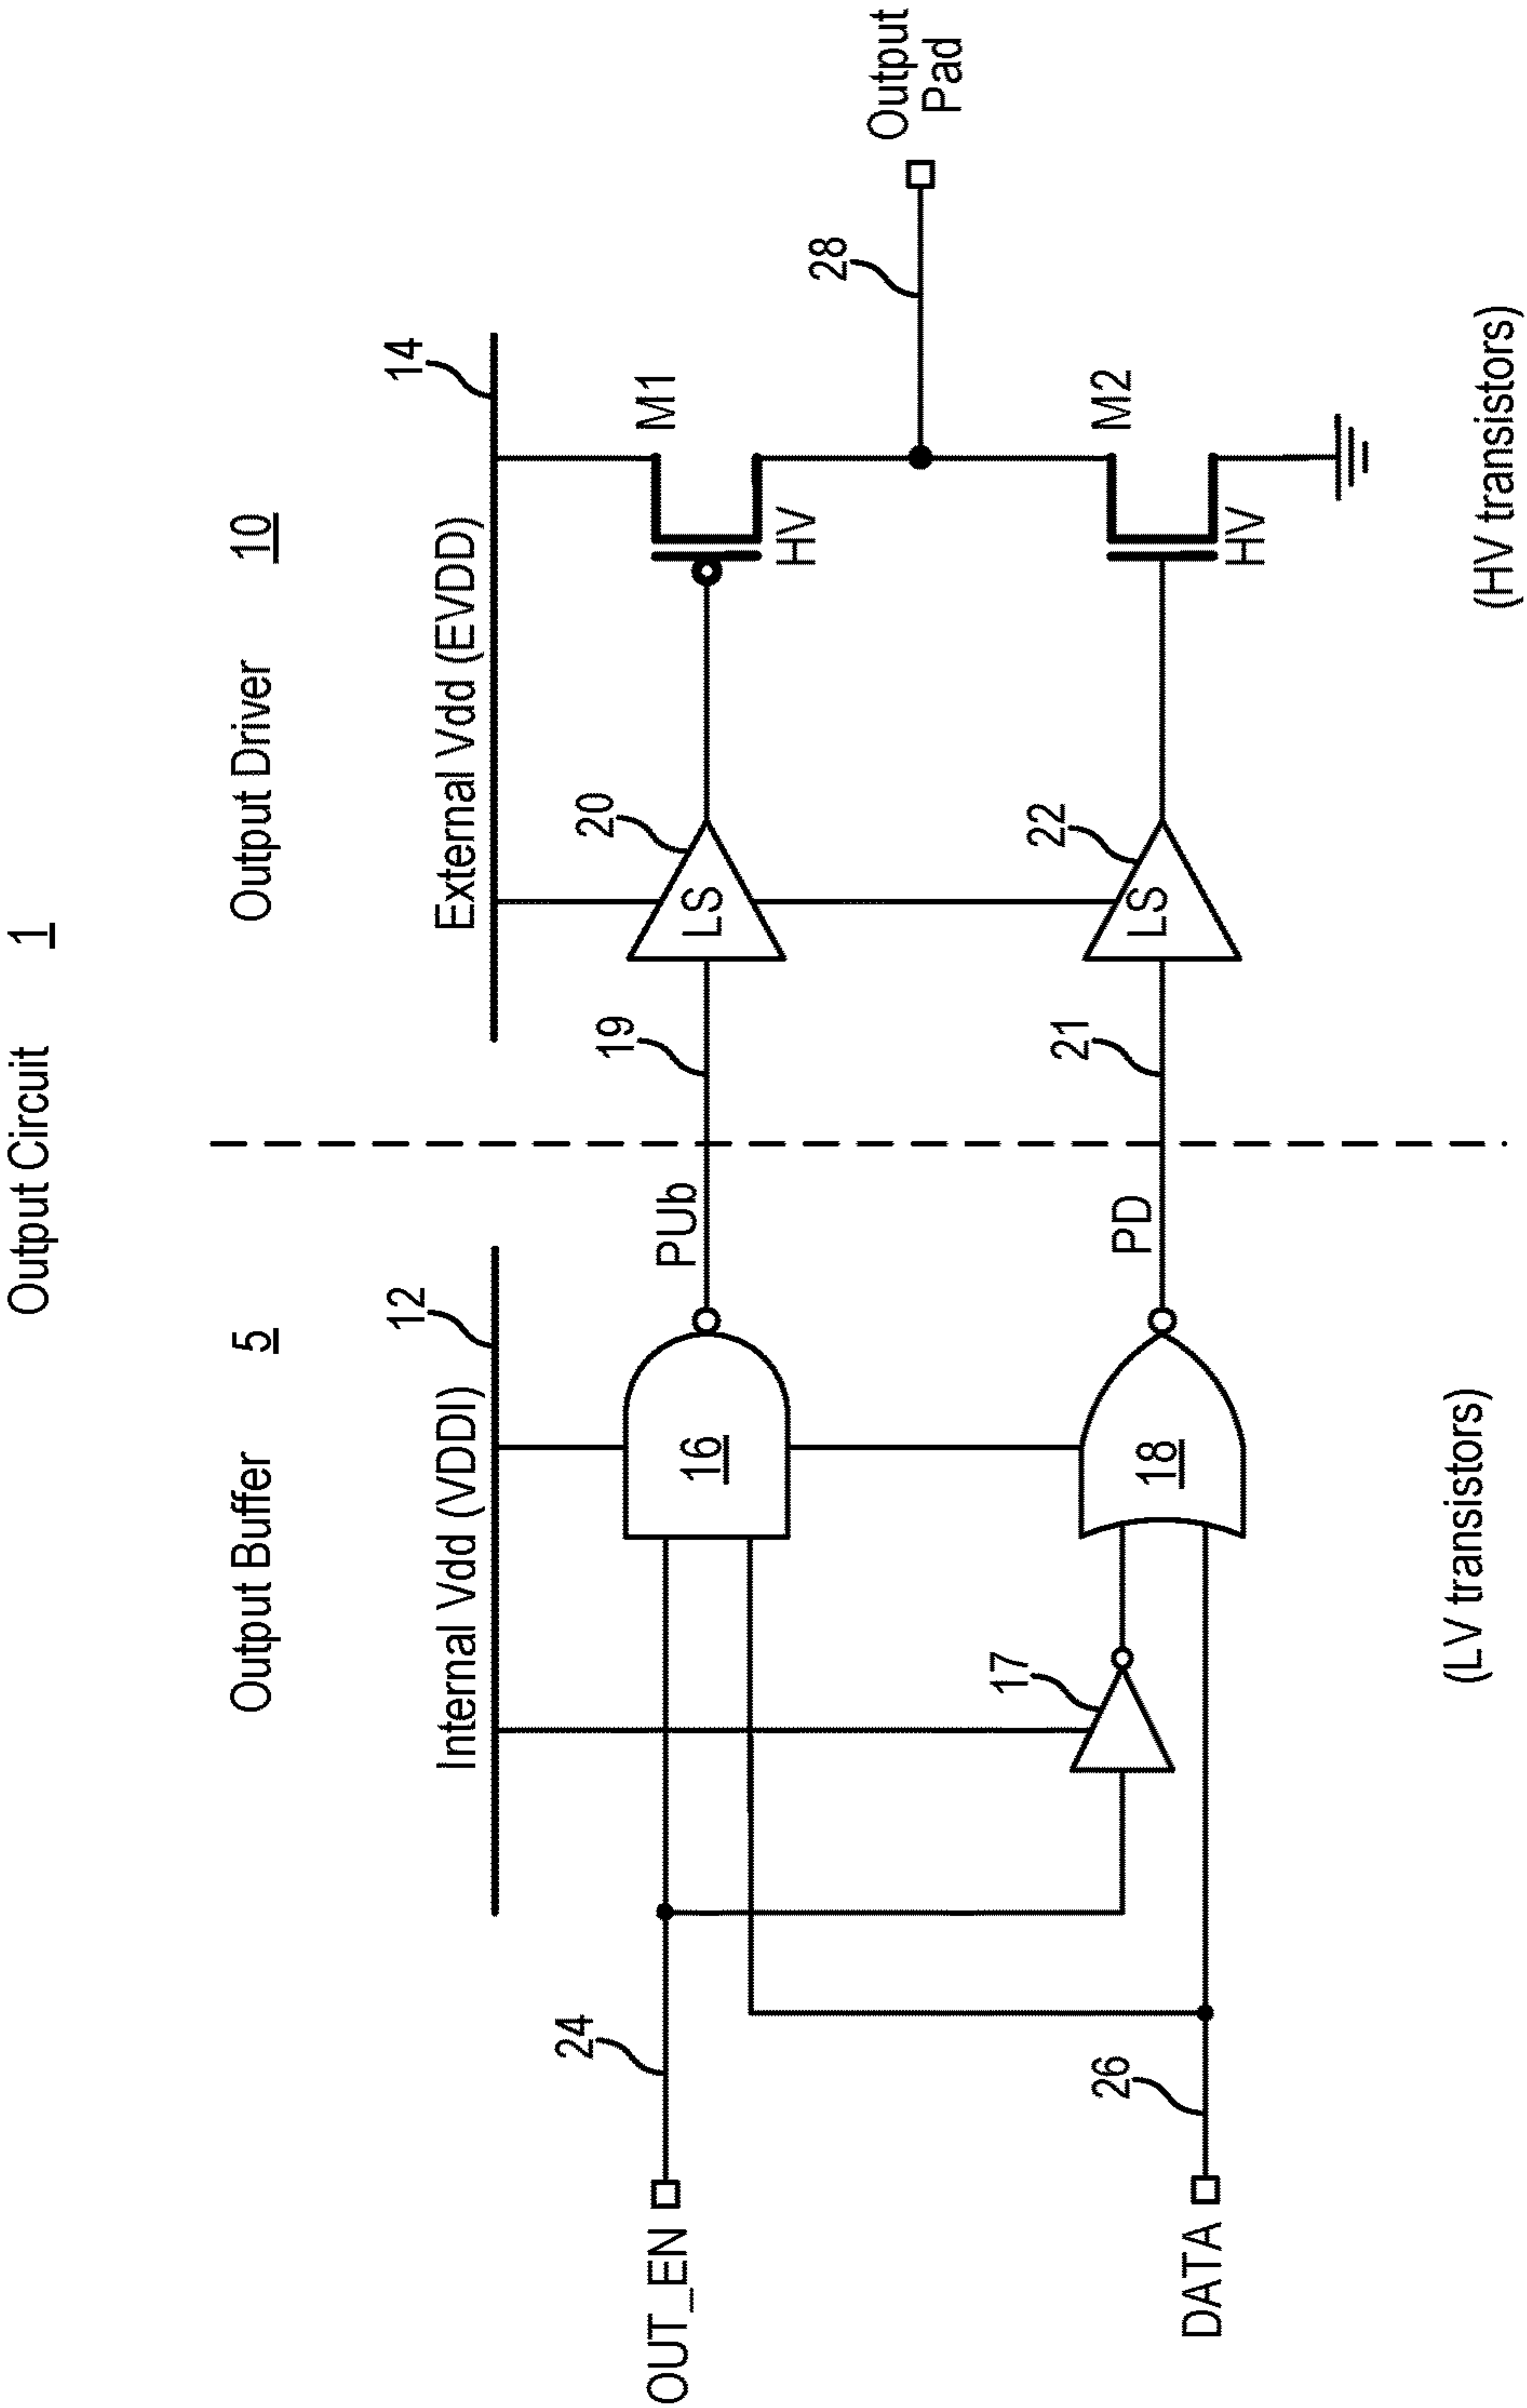 Output Circuit 1
Output Buffer 5
Output Driver 10
Internal Vdd (VDDI)
12
External Vdd (EVDD)
14
24
OUT_EN
16
PUb
19
20
LS
M1
HV
28
Output
Pad
17
26
DATA
18
PD
21
22
LS
M2
HV
(LV transistors)
(HV transistors)